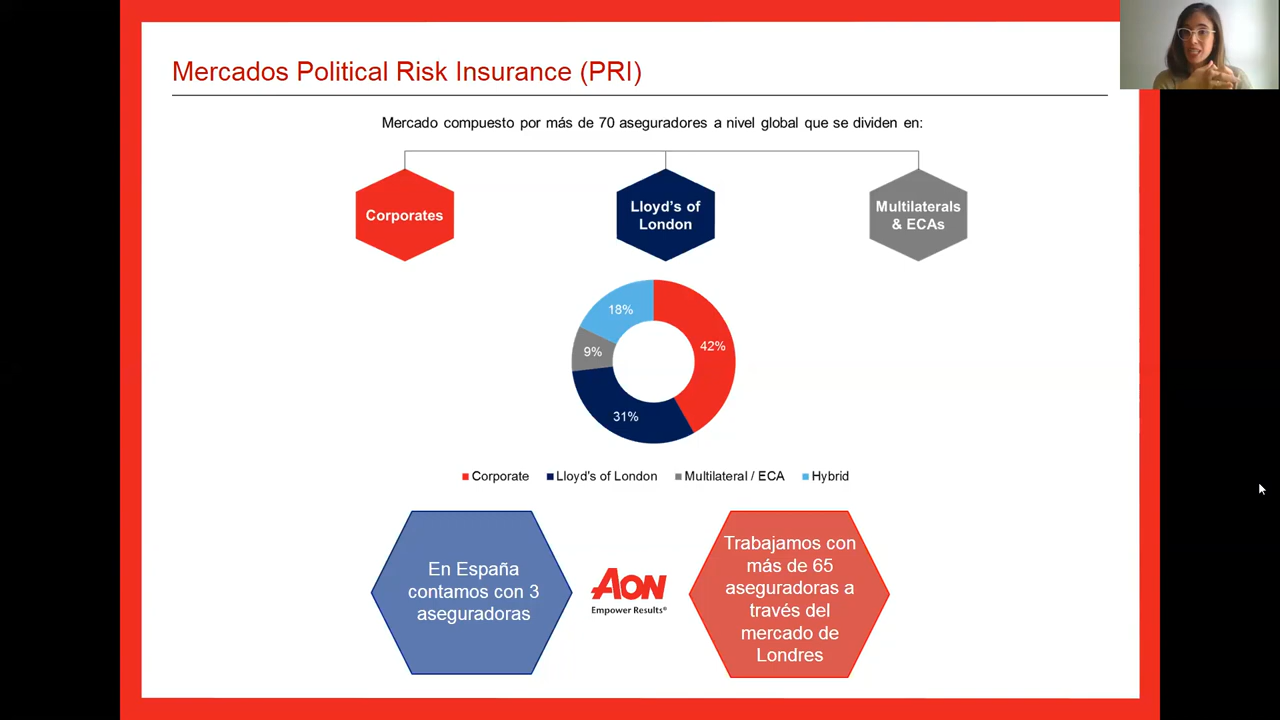 Mercados Political Risk Insurance (PRI)
Mercado compuesto por más de 70 aseguradores a nivel global que se dividen en:
Corporates
Lloyd's of
London
Multilaterals
& ECAs
18%
42%
9%
31%
Corporate
Lloyd's of London
Multilateral / ECA
Hybrid
En España
contamos con 3
aseguradoras
AON
Empower Results®
Trabajamos con
más de 65
aseguradoras a
través del
mercado de
Londres